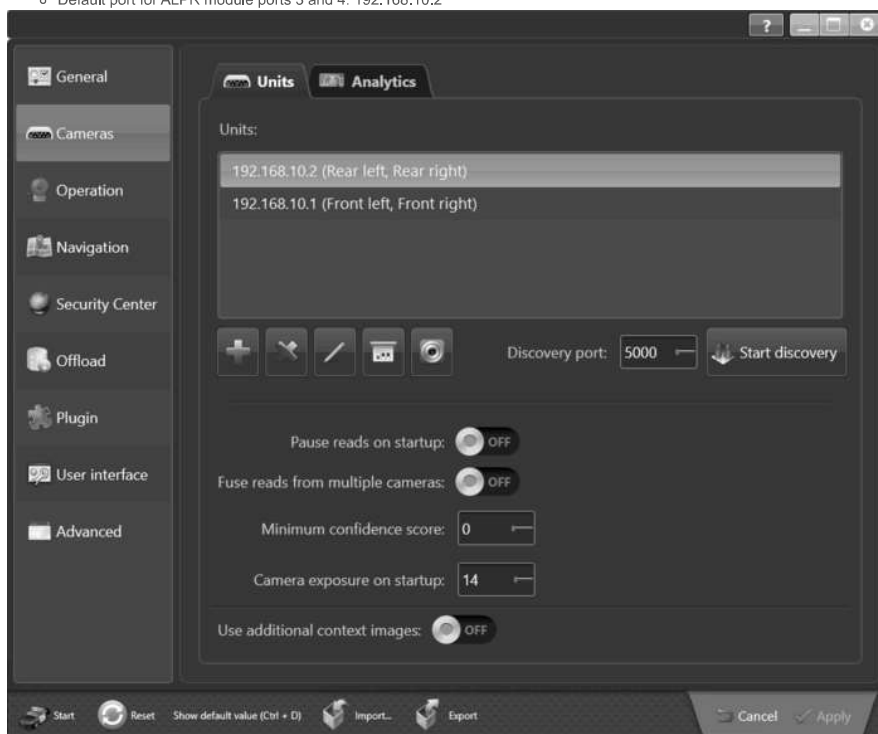 Default port for ALPR module ports 3 and 4: 192.168.10.2
?
General
Units
Analytics
Cameras
Units:
192.168.10.2 (Rear left, Rear right)
192.168.10.1 (Front left, Front right)
Operation
Navigation
Security Center
Offload
Discovery port: 5000
Start discovery
Plugin
Pause reads on startup: OFF
User interface
Fuse reads from multiple cameras: OFF
Advanced
Minimum confidence score: 0
Camera exposure on startup: 14
Use additional context images: OFF
Start
Reset
Show default value (Ctrl + D)
Import...
Export
Cancel
Apply